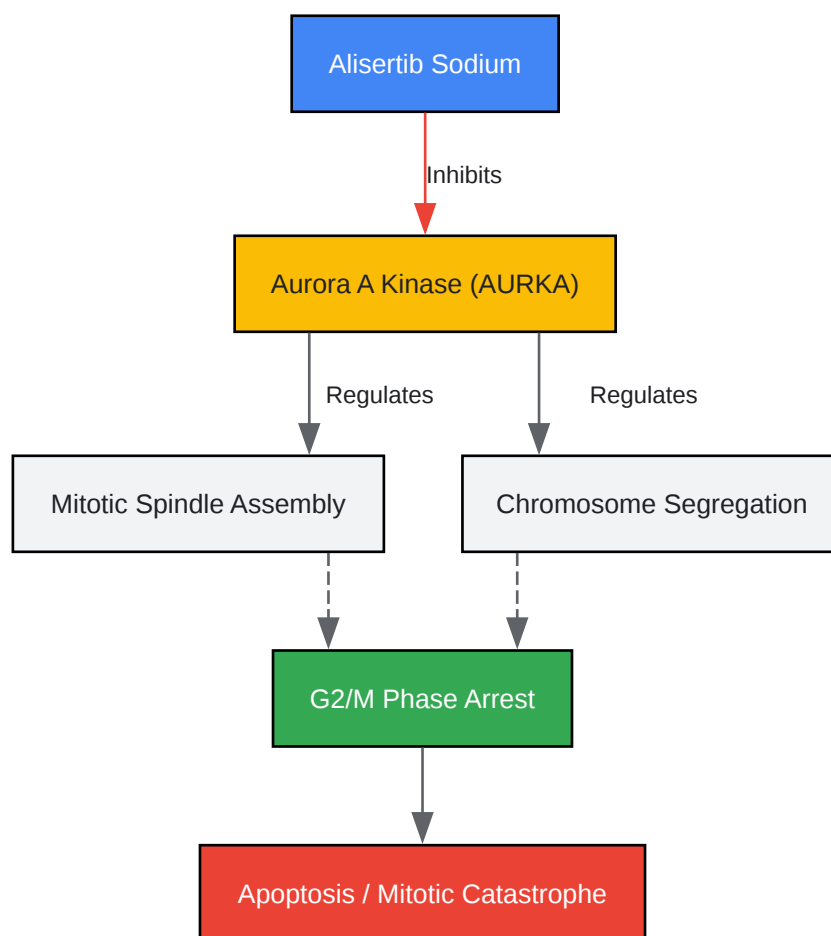 Alisertib Sodium
Inhibits
Aurora A Kinase (AURKA)
Regulates
Regulates
Mitotic Spindle Assembly
Chromosome Segregation
G2/M Phase Arrest
Apoptosis / Mitotic Catastrophe